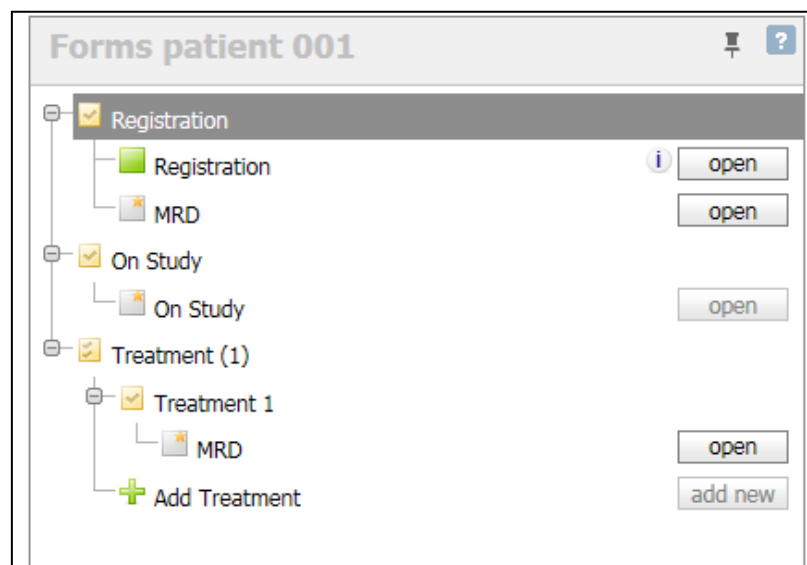 Forms patient 001
?
Registration
Registration i open
MRD open
On Study
On Study open
Treatment (1)
Treatment 1
MRD open
Add Treatment add new